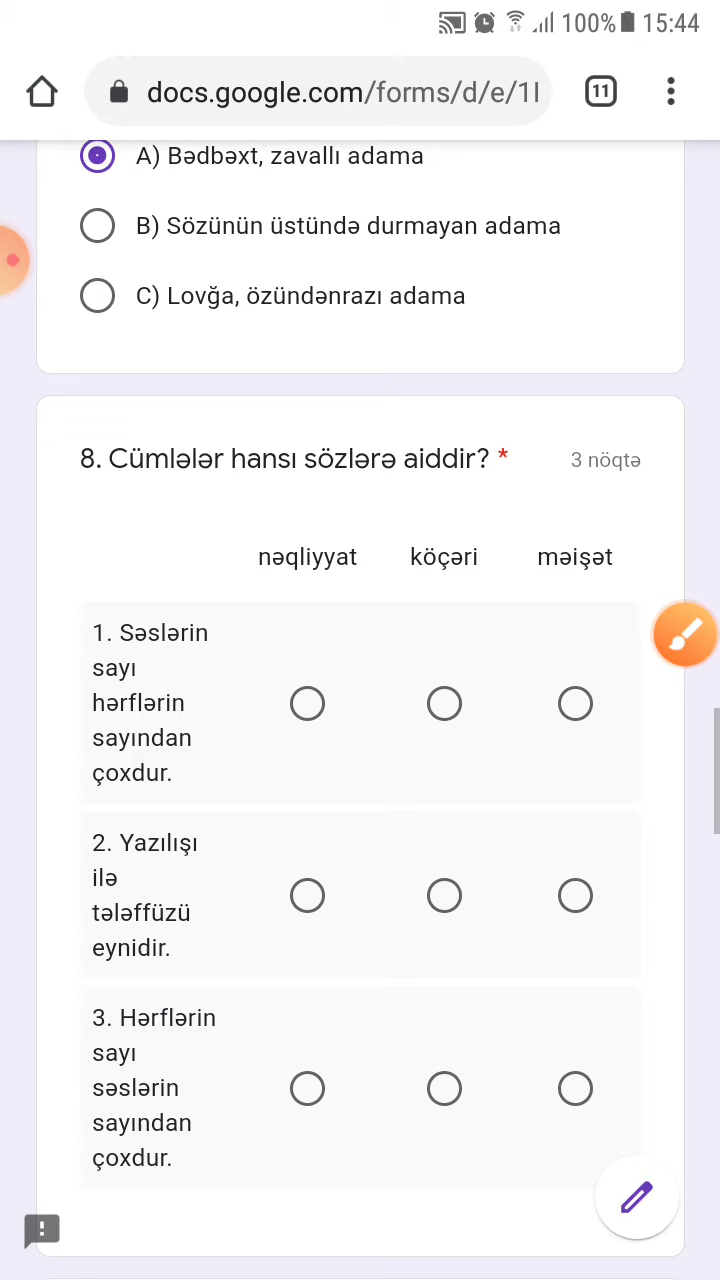 100% 15:44
docs.google.com/forms/d/e/1I
11
A) Bədbəxt, zavallı adama
B) Sözünün üstündə durmayan adama
C) Lovğa, özündənrazı adama
8. Cümlələr hansı sözlərə aiddir? *
3 nöqtə
nəqliyyat köçəri məişət
1. Səslərin
sayı
hərflərin
sayından
çoxdur.
2. Yazılışı
ilə
tələffüzü
eynidir.
3. Hərflərin
sayı
səslərin
sayından
çoxdur.